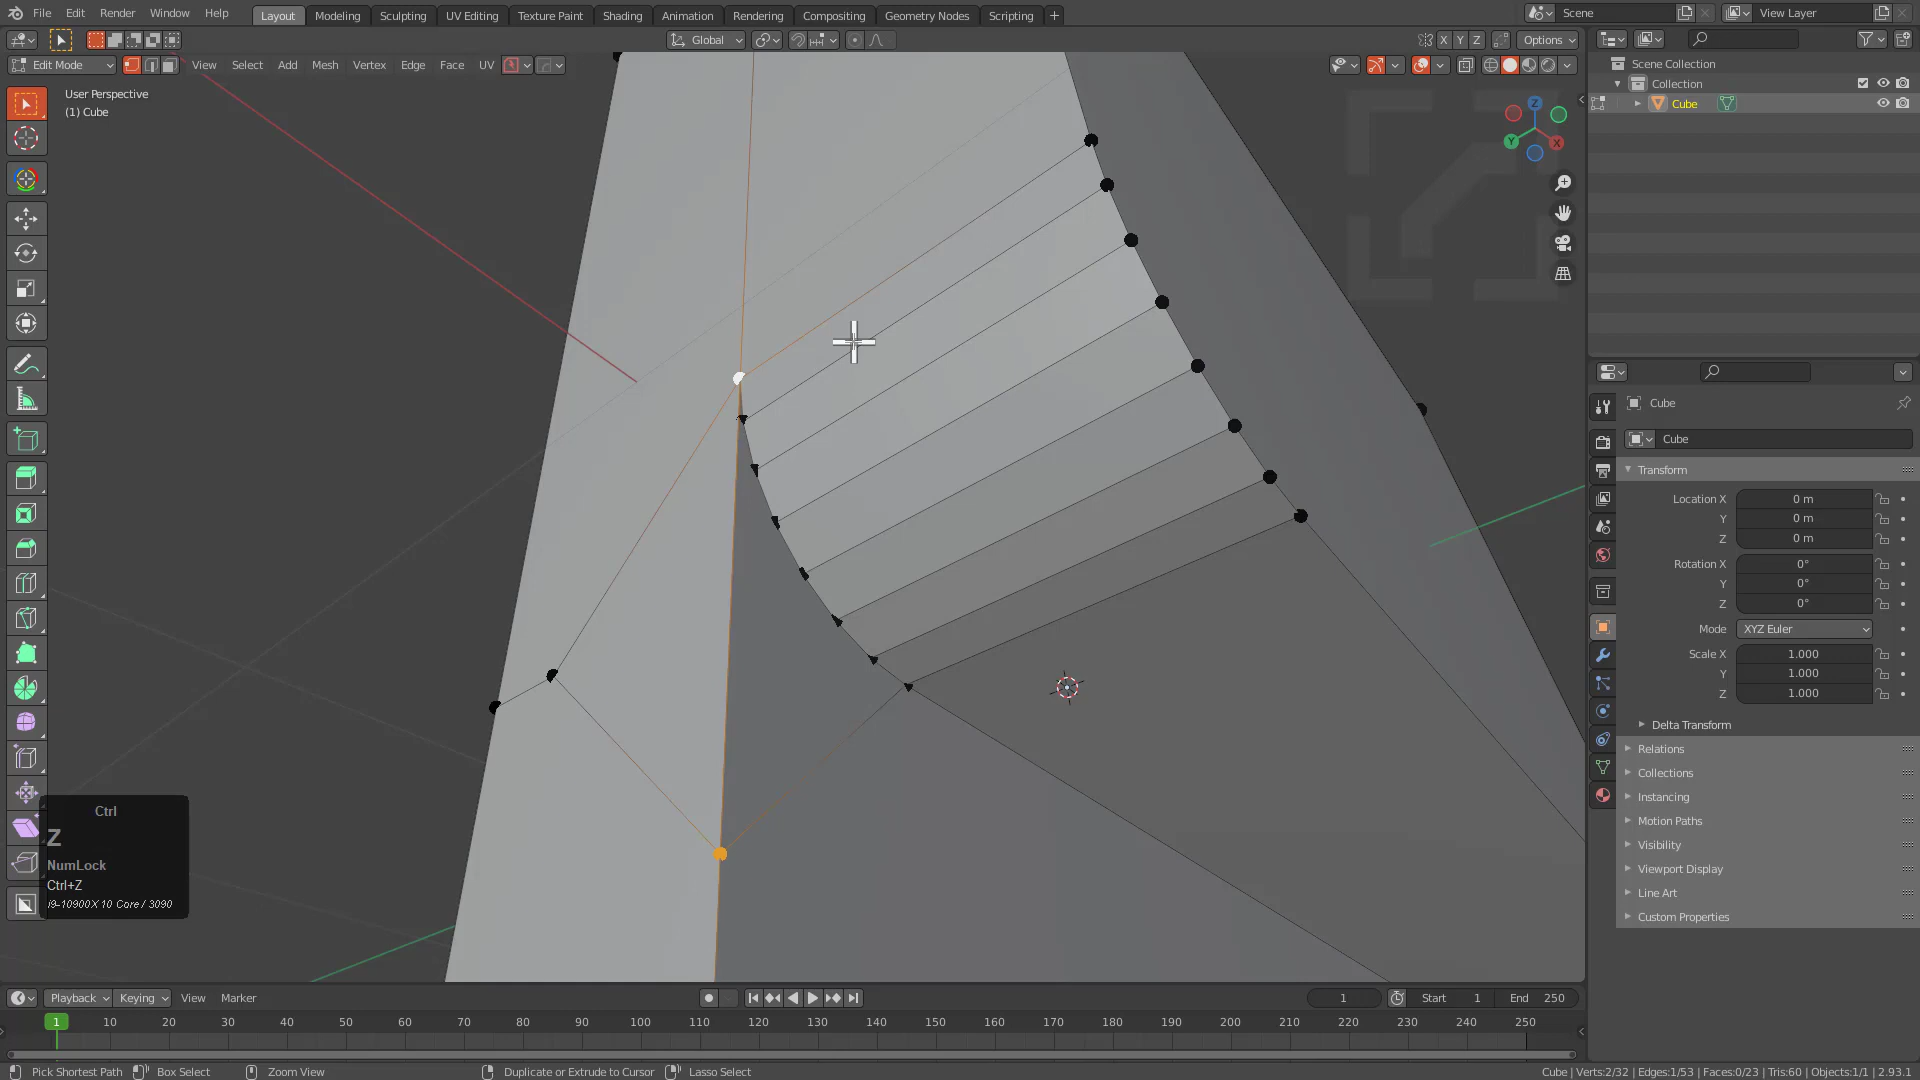 File Edit Render Window Help Layout Modeling Sculpting UV Editing Texture Paint Shading Animation Rendering Compositing Geometry Nodes Scripting + Scene View Layer
Global X Y Z Options
Edit Mode View Select Add Mesh Vertex Edge Face UV
User Perspective
(1) Cube
Z
Y
X
Scene Collection
Collection
Cube
Cube
Cube
Transform
Location X 0 m
Y 0 m
Z 0 m
Rotation X 0°
Y 0°
Z 0°
Mode XYZ Euler
Scale X 1.000
Y 1.000
Z 1.000
Delta Transform
Relations
Collections
Instancing
Motion Paths
Visibility
Viewport Display
Line Art
Custom Properties
Ctrl
Z
NumLock
Ctrl+Z
i9-10900X 10 Core / 3090
Playback Keying View Marker 1 Start 1 End 250
1 10 20 30 40 50 60 70 80 90 100 110 120 130 140 150 160 170 180 190 200 210 220 230 240 250
Pick Shortest Path Box Select Zoom View Duplicate or Extrude to Cursor Lasso Select Cube | Verts:2/32 | Edges:1/53 | Faces:0/23 | Tris:60 | Objects:1/1 | 2.93.1